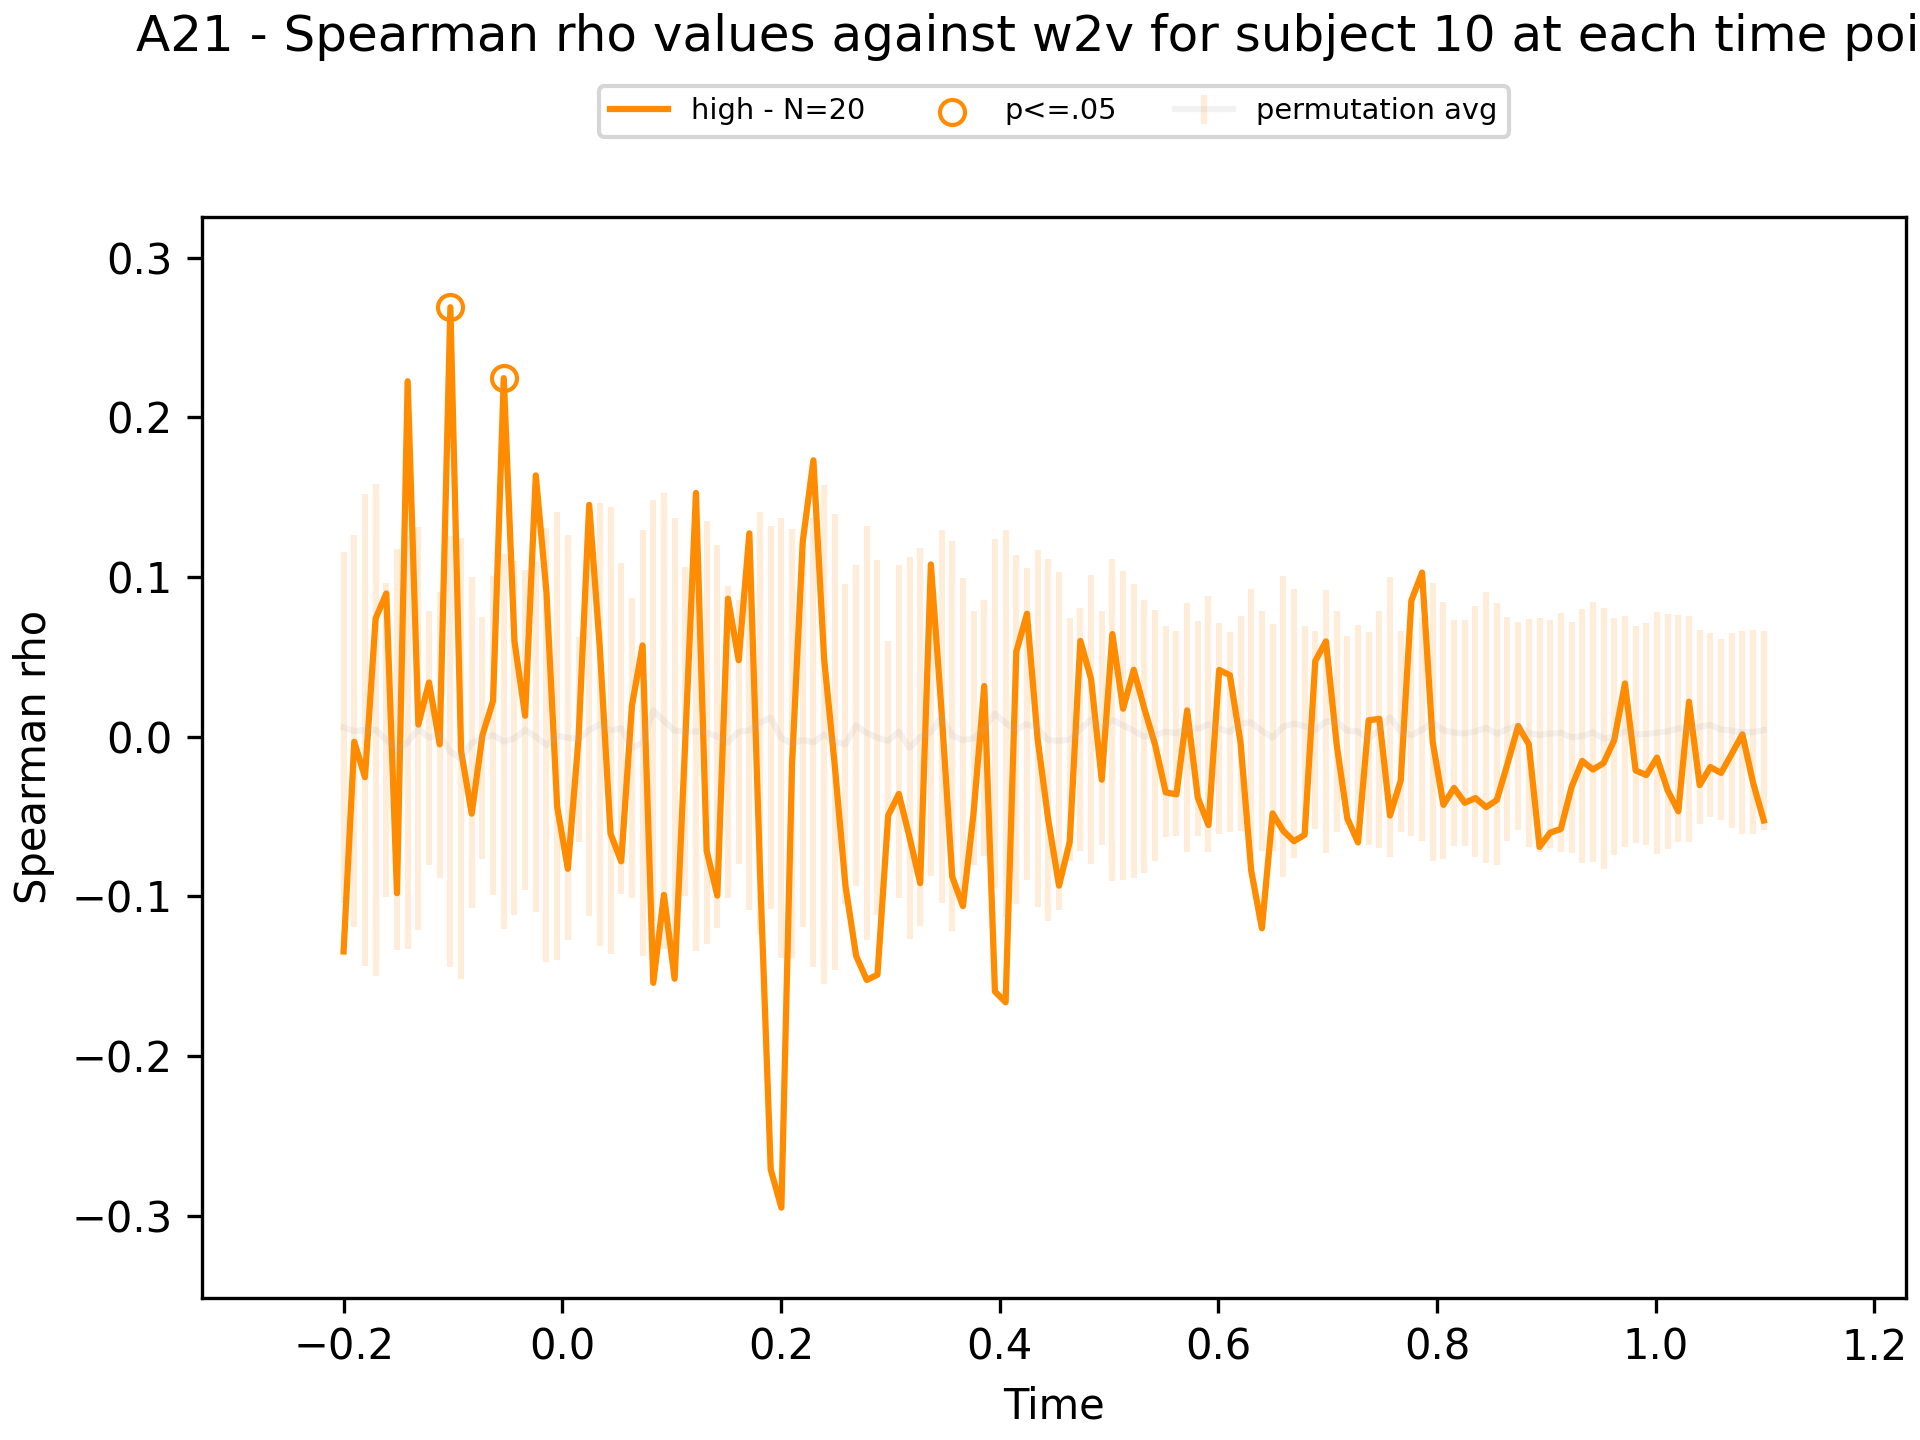 A21 - Spearman rho values against w2v for subject 10 at each time poi
high - N=20 p<=.05 permutation avg
0.3
0.2
0.1
0.0
−0.1
−0.2
−0.3
Spearman rho
−0.2 0.0 0.2 0.4 0.6 0.8 1.0 1.2
Time